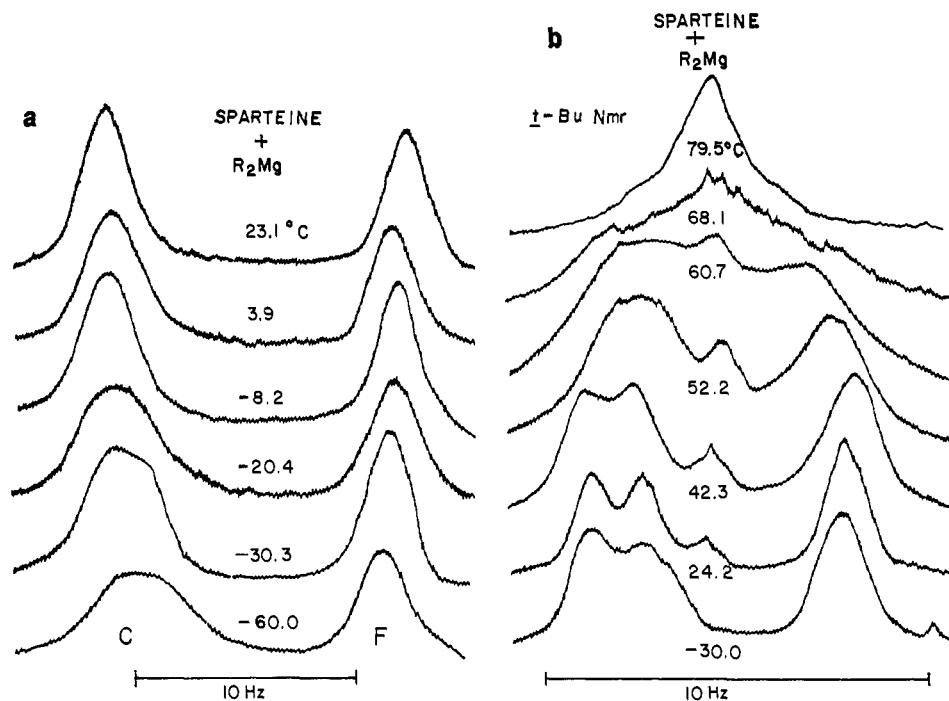 a
SPARTEINE
+
R₂Mg
23.1 °C
3.9
-8.2
-20.4
-30.3
-60.0
C
F
10 Hz
b
SPARTEINE
+
R₂Mg
t-Bu Nmr
79.5°C
68.1
60.7
52.2
42.3
24.2
-30.0
10 Hz